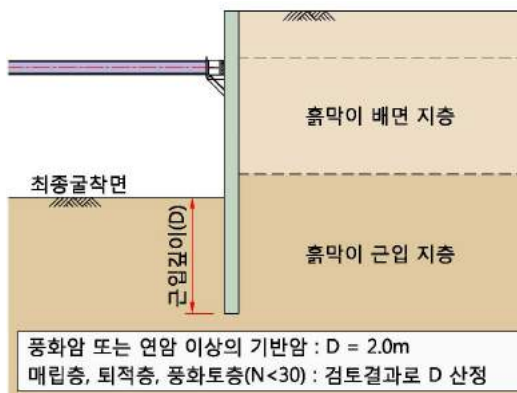 흙막이 배면 지층
최종굴착면
근입깊이(D)
흙막이 근입 지층
풍화암 또는 연암 이상의 기반암 : D = 2.0m
매립층, 퇴적층, 풍화토층(N<30) : 검토결과로 D 산정